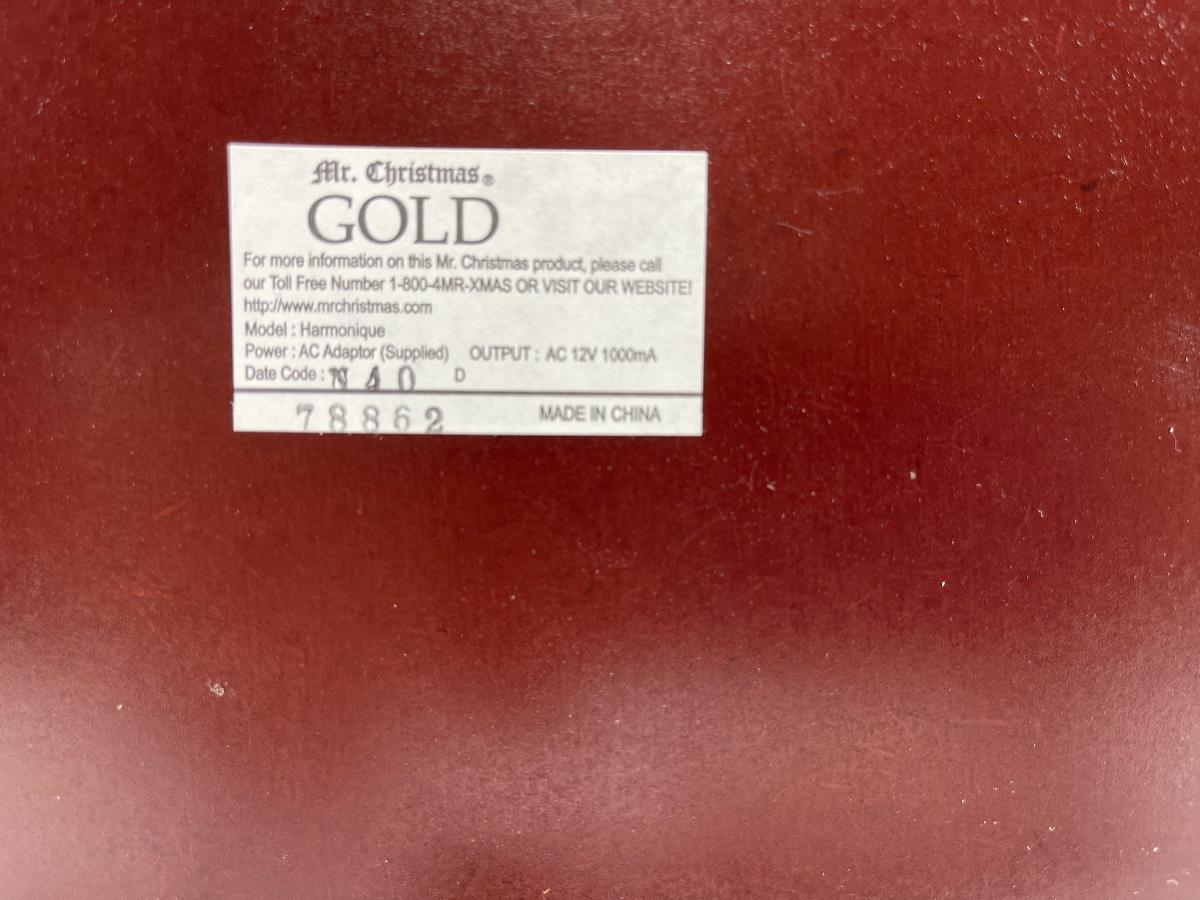 Mr. Christmas®
GOLD
For more information on this Mr. Christmas product, please call
our Toll Free Number 1-800-4MR-XMAS OR VISIT OUR WEBSITE!
http://www.mrchristmas.com
Model : Harmonique
Power : AC Adaptor (Supplied) OUTPUT : AC 12V 1000mA
Date Code : N 4 0 D
78862 MADE IN CHINA